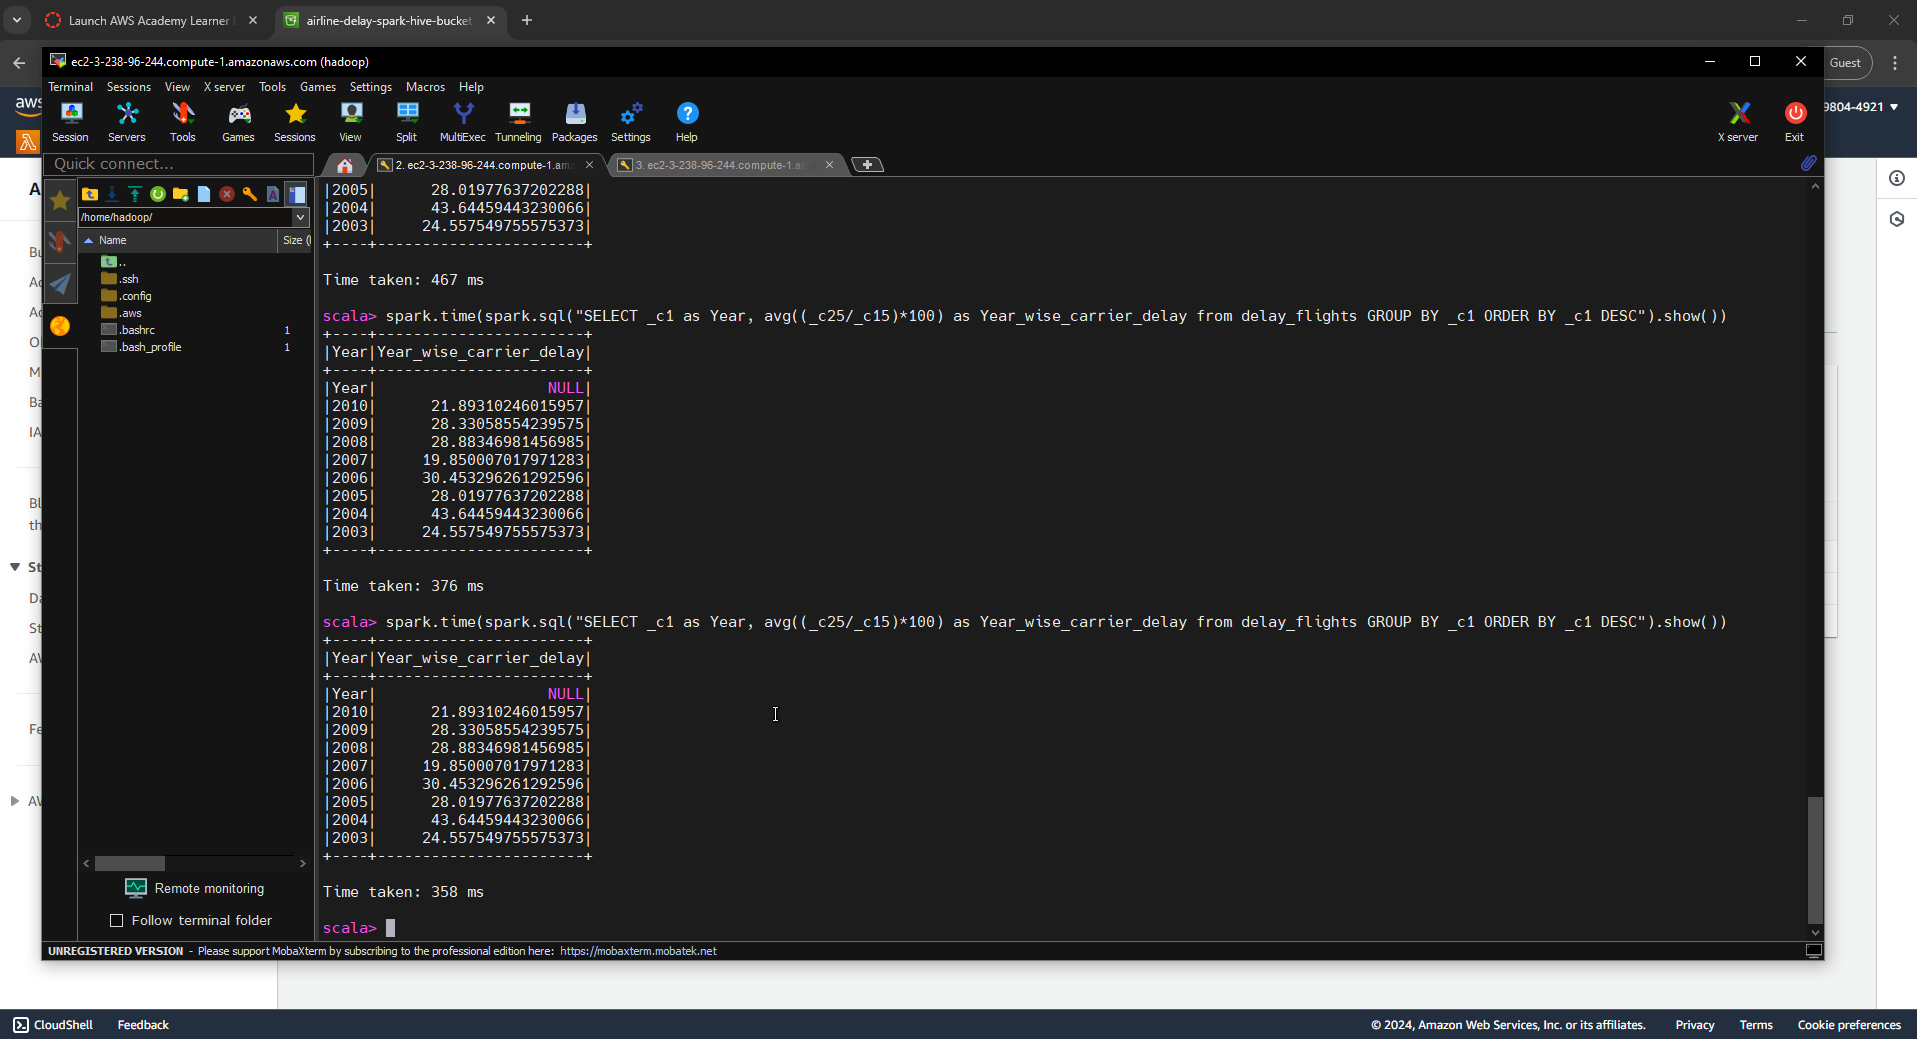 Launch AWS Academy Learner
airline-delay-spark-hive-bucket
ec2-3-238-96-244.compute-1.amazonaws.com (hadoop)
Guest
Terminal Sessions View X server Tools Games Settings Macros Help
aws
9804-4921
Session Servers Tools Games Sessions View Split MultiExec Tunneling Packages Settings Help X server Exit
Quick connect...
2. ec2-3-238-96-244.compute-1.am
3. ec2-3-238-96-244.compute-1.a
/home/hadoop/
Name Size (
..
.ssh
.config
.aws
.bashrc 1
.bash_profile 1
Remote monitoring
Follow terminal folder
|2005| 28.01977637202288|
|2004| 43.64459443230066|
|2003| 24.557549755575373|
+----+-----------------------+
Time taken: 467 ms
scala> spark.time(spark.sql("SELECT _c1 as Year, avg((_c25/_c15)*100) as Year_wise_carrier_delay from delay_flights GROUP BY _c1 ORDER BY _c1 DESC").show())
+----+-----------------------+
|Year|Year_wise_carrier_delay|
+----+-----------------------+
|Year| NULL|
|2010| 21.89310246015957|
|2009| 28.33058554239575|
|2008| 28.88346981456985|
|2007| 19.850007017971283|
|2006| 30.453296261292596|
|2005| 28.01977637202288|
|2004| 43.64459443230066|
|2003| 24.557549755575373|
+----+-----------------------+
Time taken: 376 ms
scala> spark.time(spark.sql("SELECT _c1 as Year, avg((_c25/_c15)*100) as Year_wise_carrier_delay from delay_flights GROUP BY _c1 ORDER BY _c1 DESC").show())
+----+-----------------------+
|Year|Year_wise_carrier_delay|
+----+-----------------------+
|Year| NULL|
|2010| 21.89310246015957|
|2009| 28.33058554239575|
|2008| 28.88346981456985|
|2007| 19.850007017971283|
|2006| 30.453296261292596|
|2005| 28.01977637202288|
|2004| 43.64459443230066|
|2003| 24.557549755575373|
+----+-----------------------+
Time taken: 358 ms
scala>
UNREGISTERED VERSION - Please support MobaXterm by subscribing to the professional edition here: https://mobaxterm.mobatek.net
CloudShell Feedback © 2024, Amazon Web Services, Inc. or its affiliates. Privacy Terms Cookie preferences